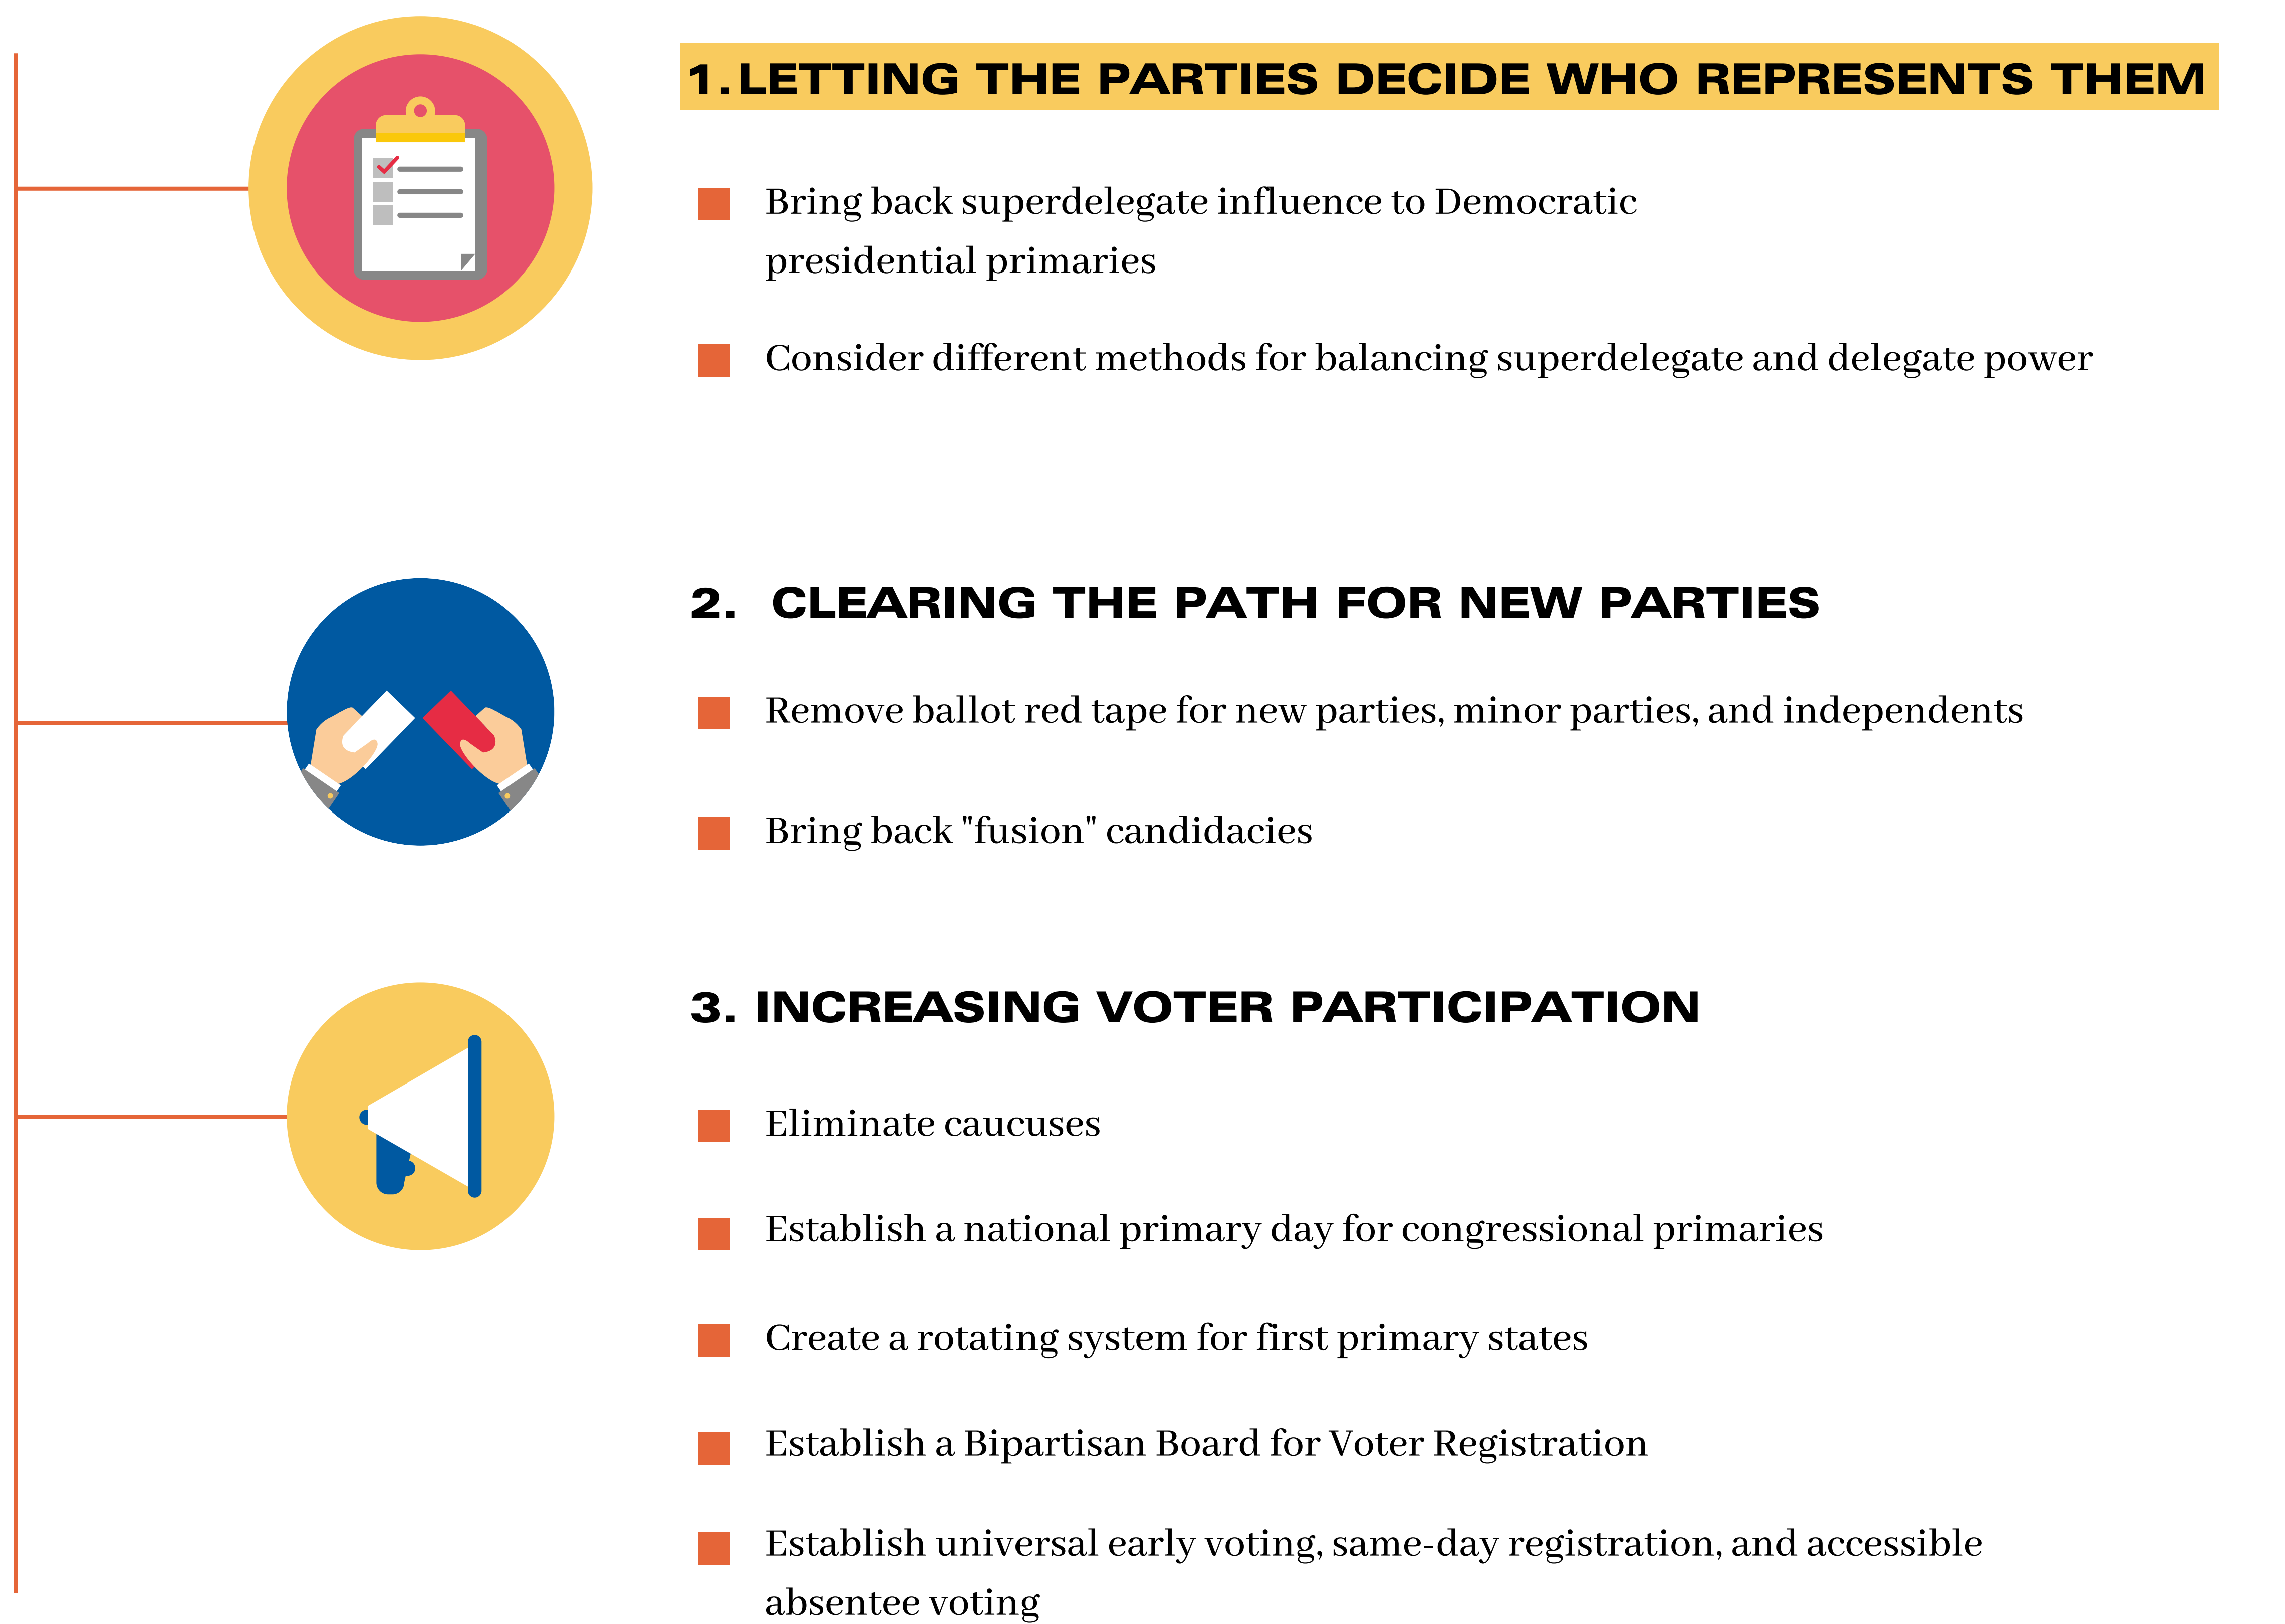 1. LETTING THE PARTIES DECIDE WHO REPRESENTS THEM
Bring back superdelegate influence to Democratic
presidential primaries
Consider different methods for balancing superdelegate and delegate power
2. CLEARING THE PATH FOR NEW PARTIES
Remove ballot red tape for new parties, minor parties, and independents
Bring back "fusion" candidacies
3. INCREASING VOTER PARTICIPATION
Eliminate caucuses
Establish a national primary day for congressional primaries
Create a rotating system for first primary states
Establish a Bipartisan Board for Voter Registration
Establish universal early voting, same-day registration, and accessible
absentee voting